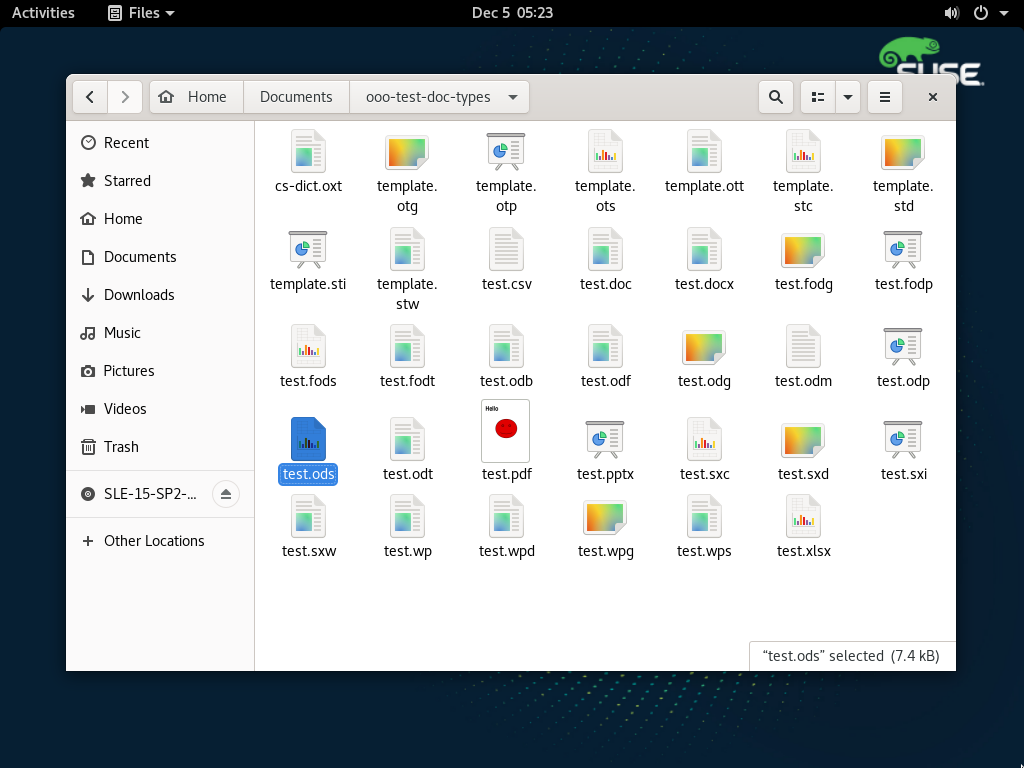 Activities Files Dec 5 05:23
SUSE
Home Documents ooo-test-doc-types
Recent
Starred
Home
Documents
Downloads
Music
Pictures
Videos
Trash
SLE-15-SP2-...
Other Locations
cs-dict.oxt
template.
otg
template.
otp
template.
ots
template.ott
template.
stc
template.
std
template.sti
template.
stw
test.csv
test.doc
test.docx
test.fodg
test.fodp
test.fods
test.fodt
test.odb
test.odf
test.odg
test.odm
test.odp
test.ods
test.odt
Hello
test.pdf
test.pptx
test.sxc
test.sxd
test.sxi
test.sxw
test.wp
test.wpd
test.wpg
test.wps
test.xlsx
“test.ods” selected (7.4 kB)